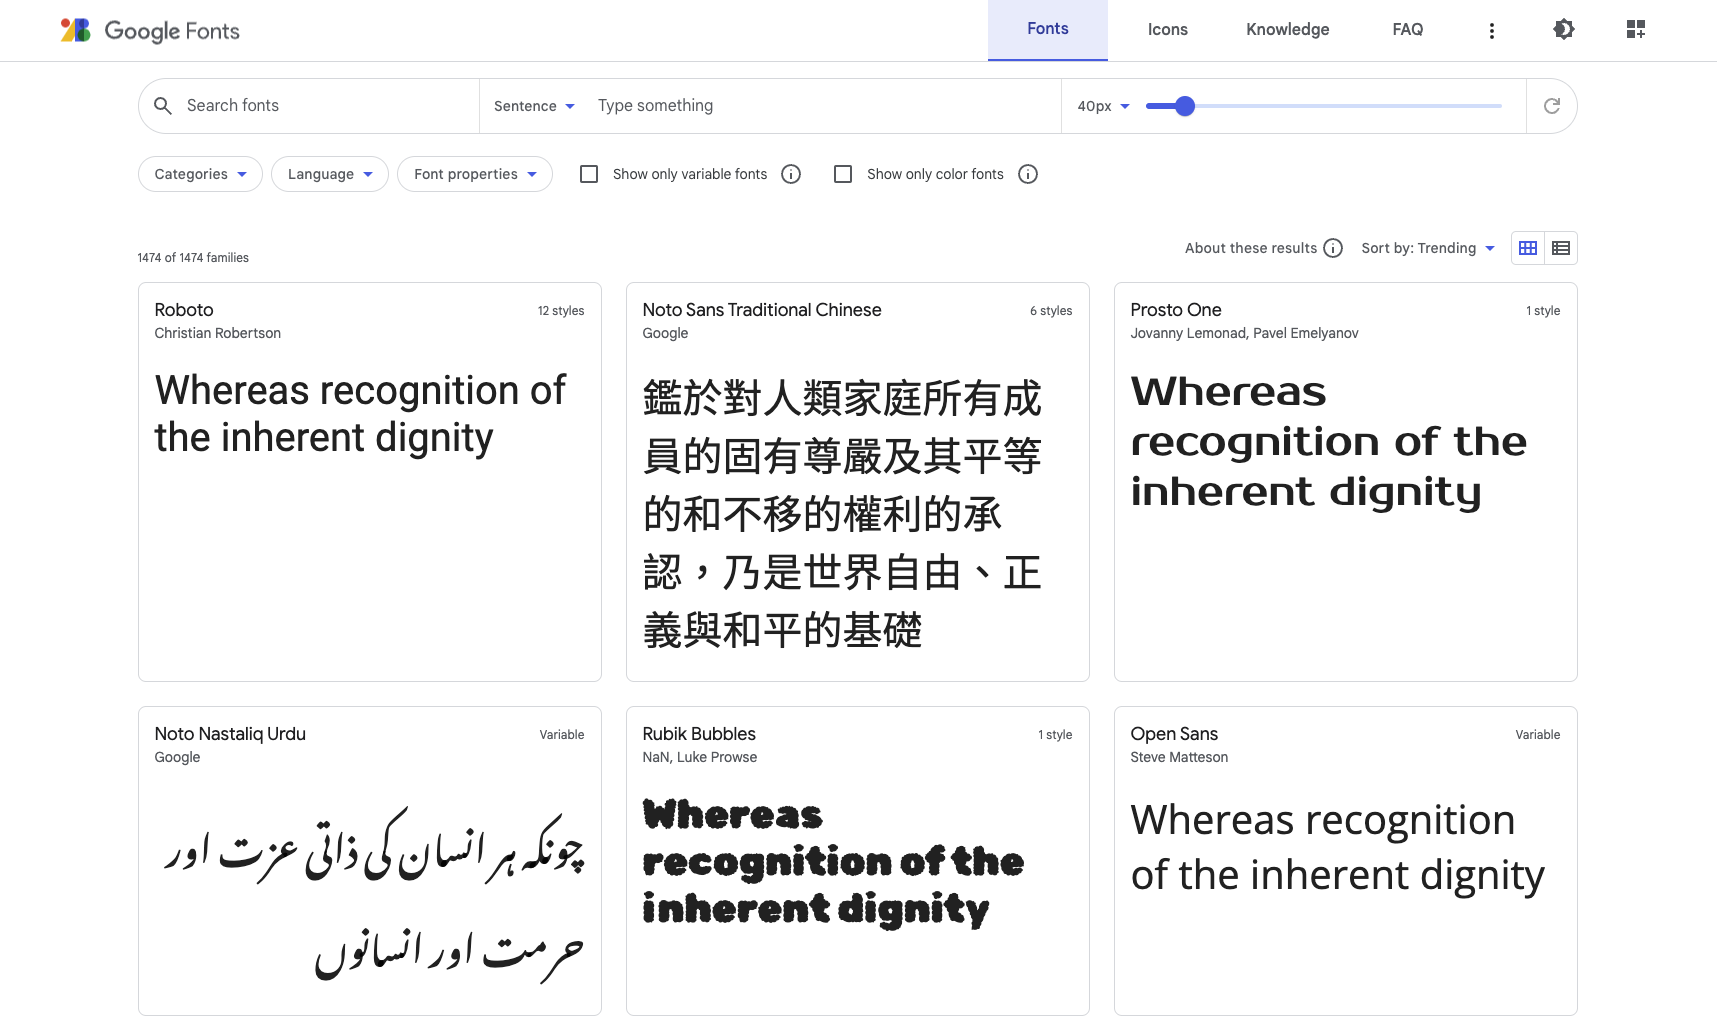 Google Fonts
Fonts
Icons
Knowledge
FAQ
Search fonts
Sentence
Type something
40px
Categories
Language
Font properties
Show only variable fonts
Show only color fonts
1474 of 1474 families
About these results
Sort by: Trending
Roboto
12 styles
Christian Robertson
Whereas recognition of
the inherent dignity
Noto Sans Traditional Chinese
6 styles
Google
鑑於對人類家庭所有成
員的固有尊嚴及其平等
的和不移的權利的承
認，乃是世界自由、正
義與和平的基礎
Prosto One
1 style
Jovanny Lemonad, Pavel Emelyanov
Whereas
recognition of the
inherent dignity
Noto Nastaliq Urdu
Variable
Google
چونکہ ہر انسان کی ذاتی عزت اور
حرمت اور انسانوں
Rubik Bubbles
1 style
NaN, Luke Prowse
Whereas
recognition of the
inherent dignity
Open Sans
Variable
Steve Matteson
Whereas recognition
of the inherent dignity